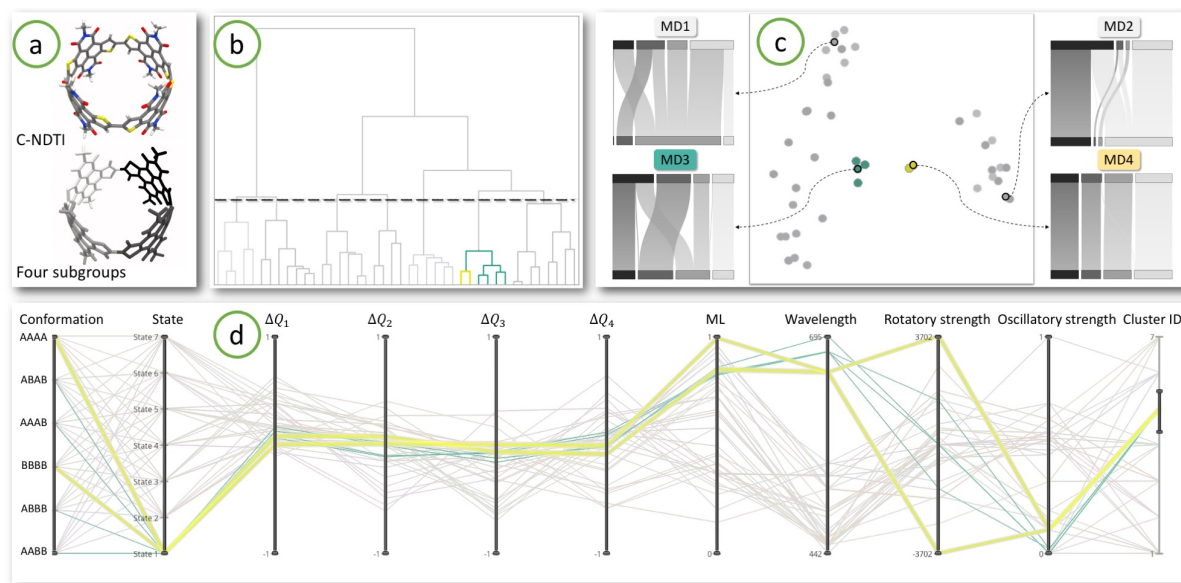 a
C-NDTI
Four subgroups
b
MD1
c
MD2
MD3
MD4
d
Conformation
State
ΔQ₁
ΔQ₂
ΔQ₃
ΔQ₄
ML
Wavelength
Rotatory strength
Oscillatory strength
Cluster ID
AAAA
State 7
1
1
1
1
1
695
3702
1
7
ABAB
State 6
AAAB
State 5
State 4
BBBB
State 3
ABBB
State 2
AABB
State 1
-1
-1
-1
-1
0
442
-3702
0
1